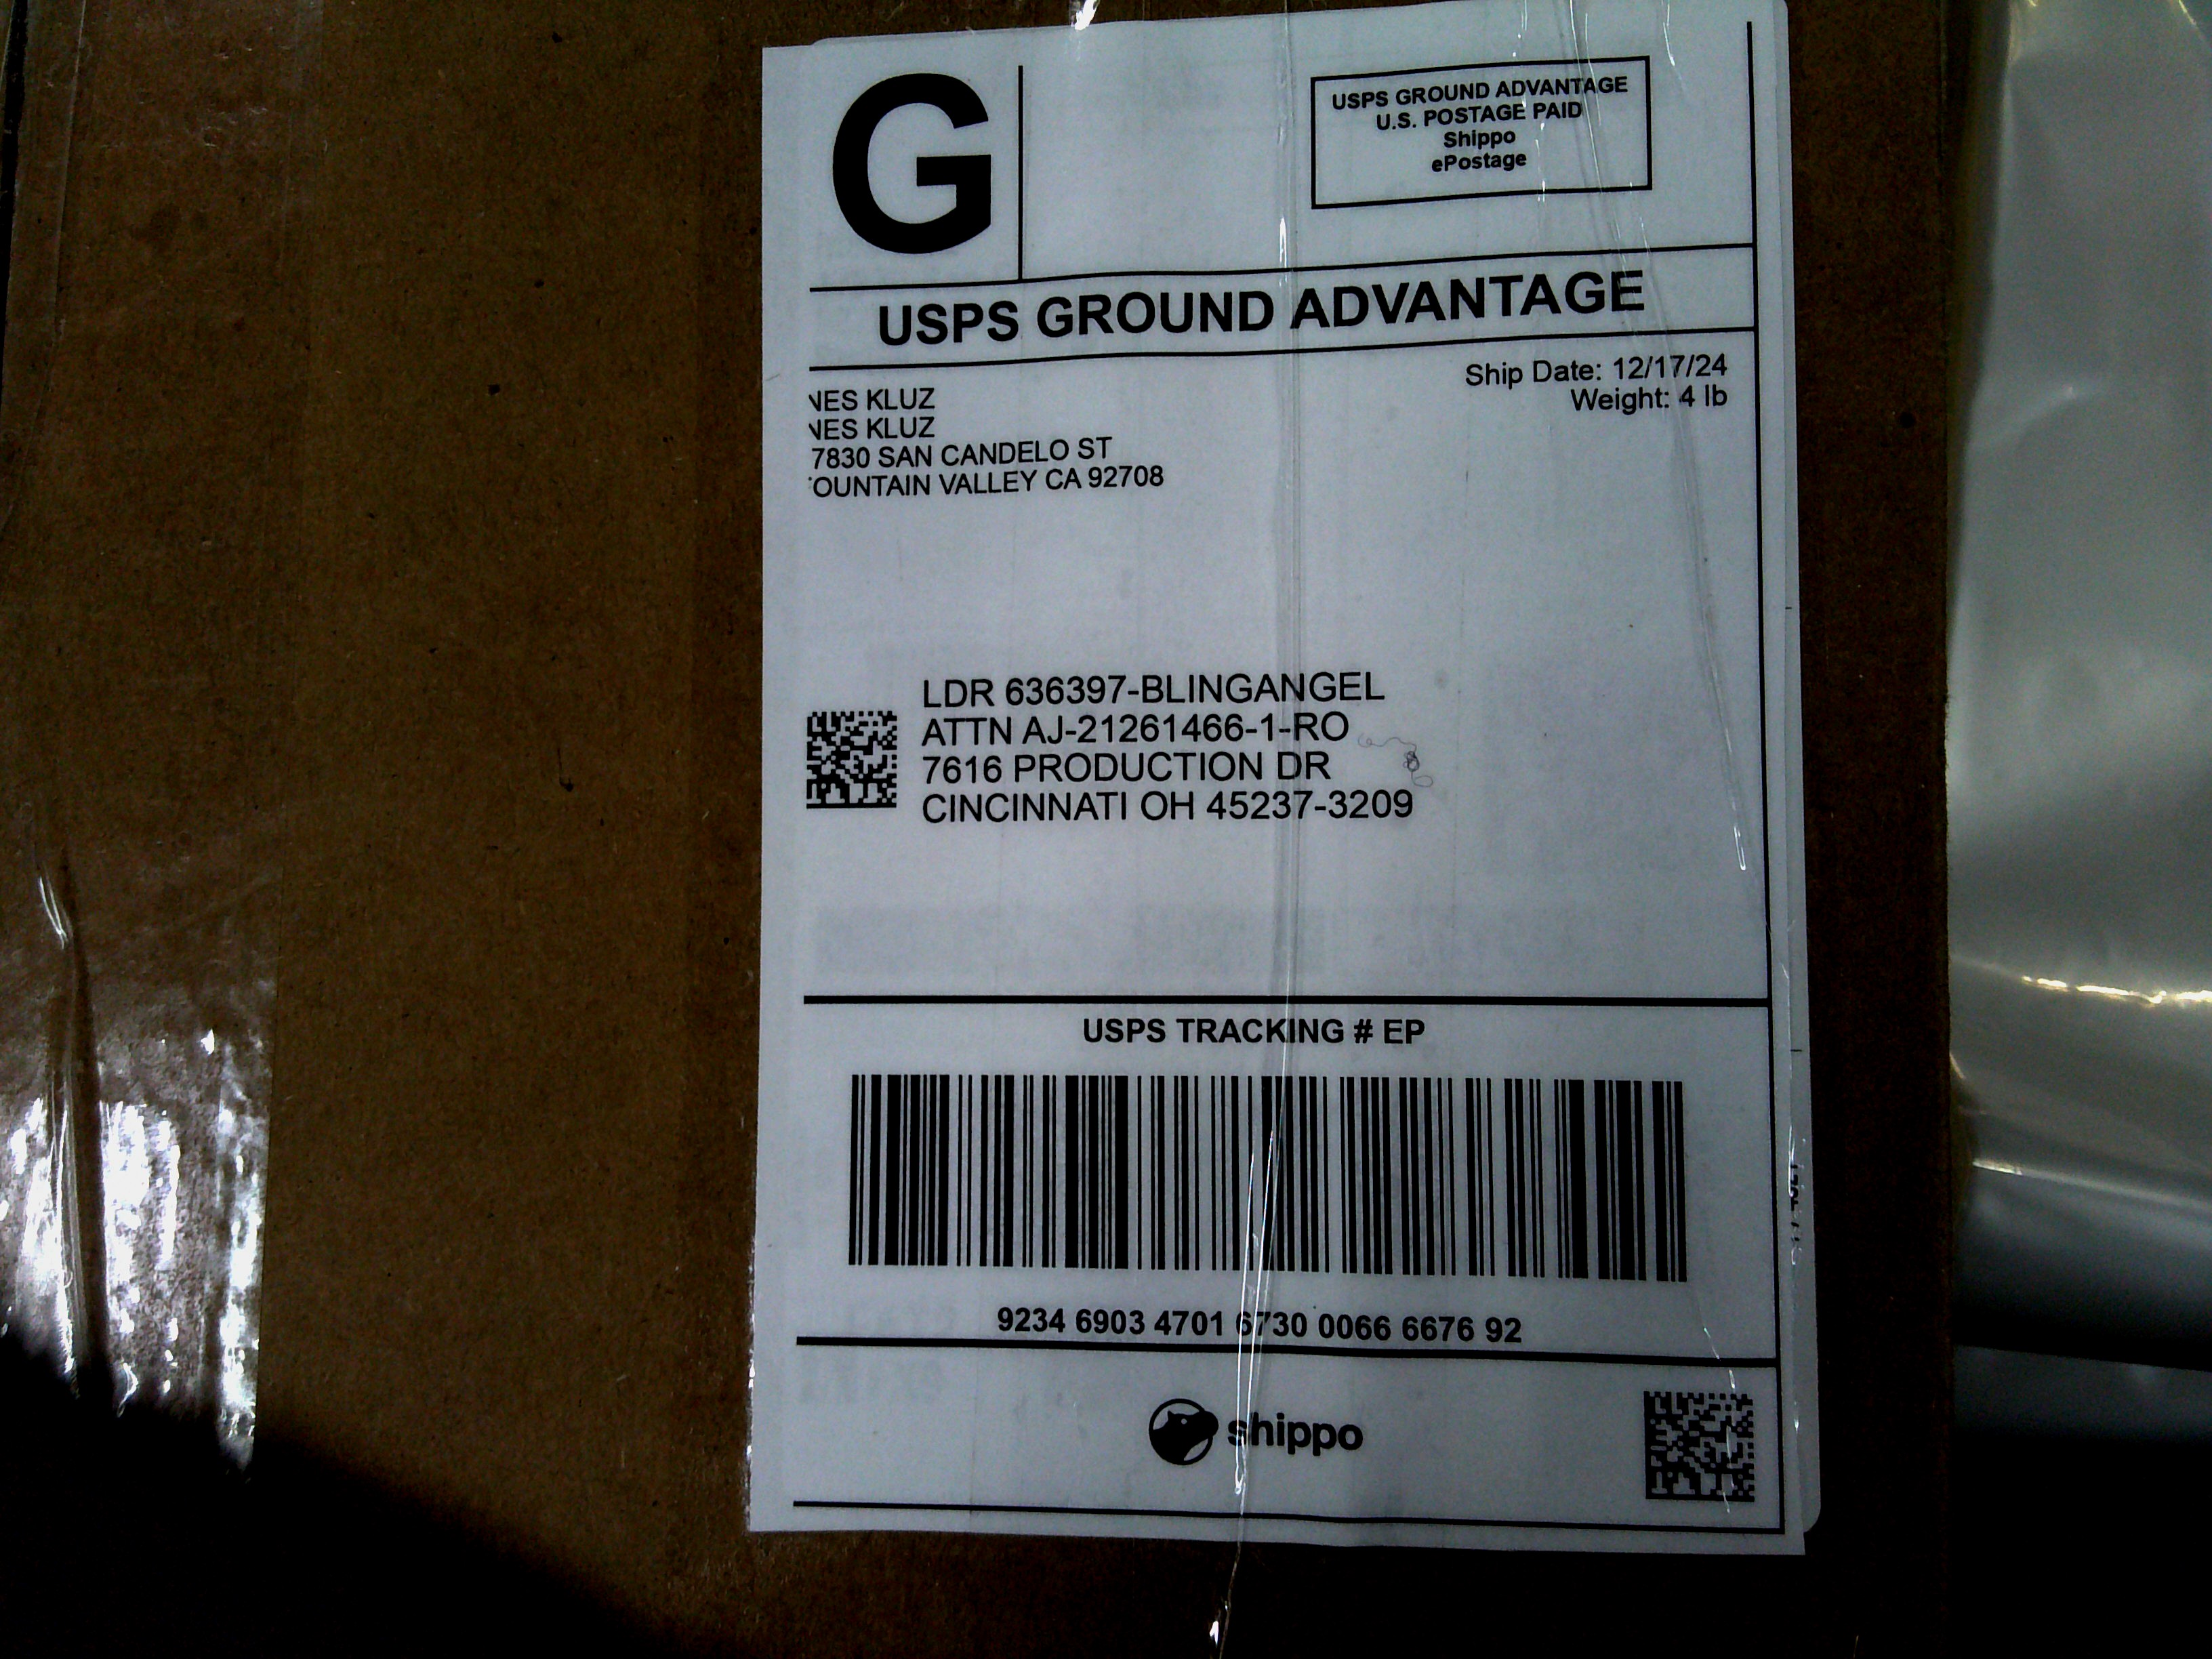 G
USPS GROUND ADVANTAGE
U.S. POSTAGE PAID
Shippo
ePostage
USPS GROUND ADVANTAGE
Ship Date: 12/17/24
Weight: 4 lb
NES KLUZ
NES KLUZ
7830 SAN CANDELO ST
OUNTAIN VALLEY CA 92708
LDR 636397-BLINGANGEL
ATTN AJ-21261466-1-RO
7616 PRODUCTION DR
CINCINNATI OH 45237-3209
USPS TRACKING # EP
9234 6903 4701 6730 0066 6676 92
shippo